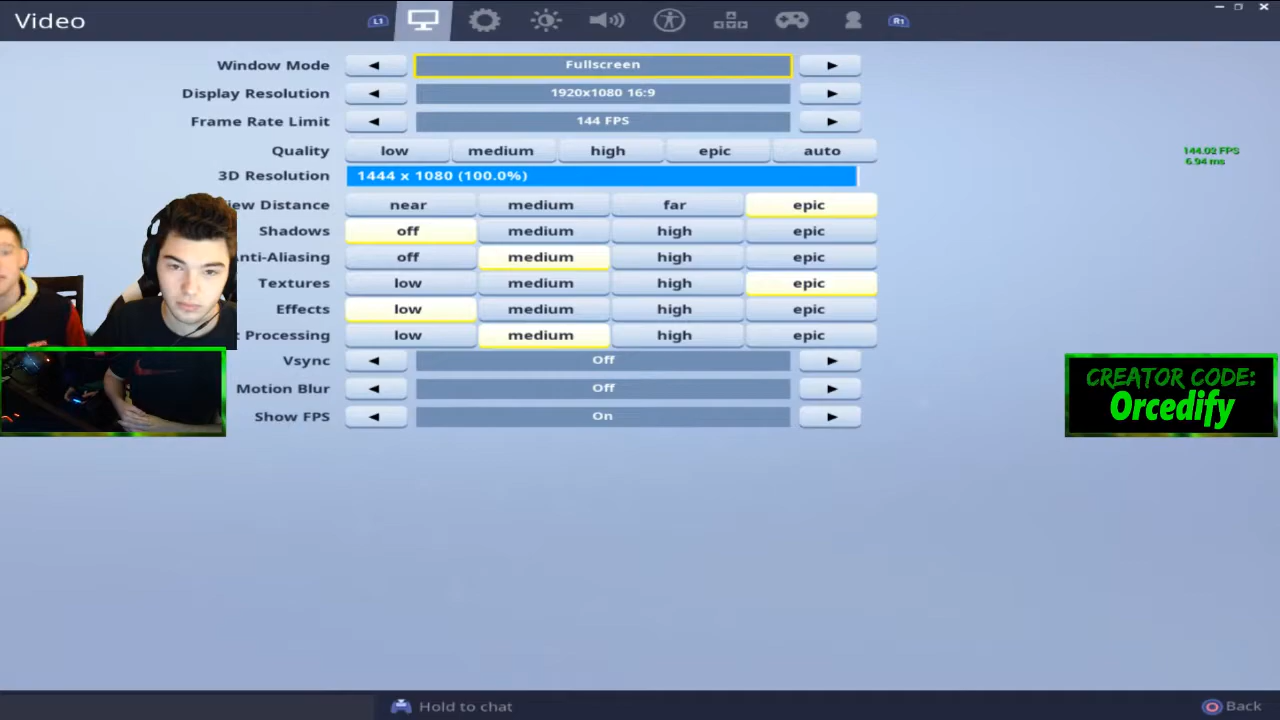 Video
L1
R1
Window Mode Fullscreen
Display Resolution 1920x1080 16:9
Frame Rate Limit 144 FPS
Quality low medium high epic auto
3D Resolution 1444 x 1080 (100.0%)
iew Distance near medium far epic
Shadows off medium high epic
nti-Aliasing off medium high epic
Textures low medium high epic
Effects low medium high epic
t Processing low medium high epic
Vsync Off
Motion Blur Off
Show FPS On
144.02 FPS
6.94 ms
CREATOR CODE:
Orcedify
Hold to chat
Back